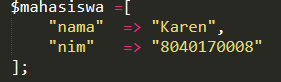 $mahasiswa =[
"nama" => "Karen",
"nim" => "8040170008"
];